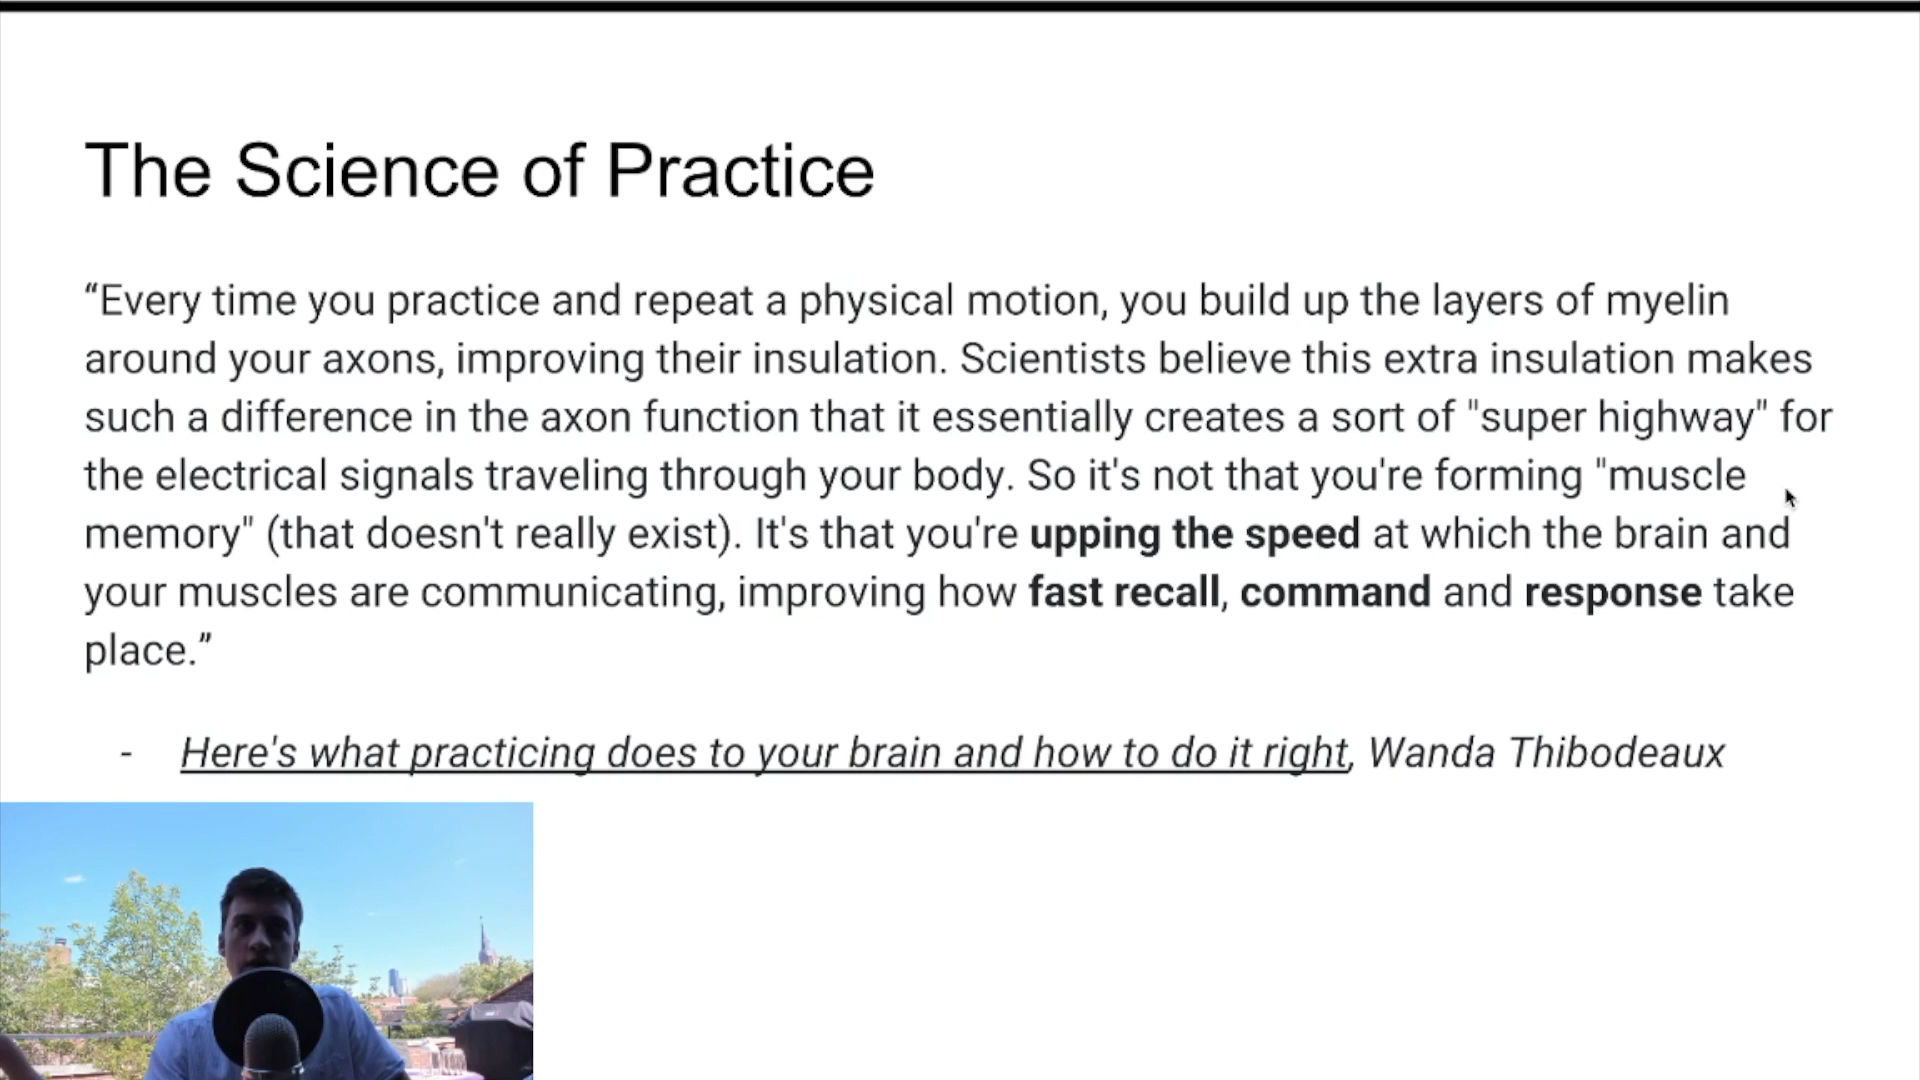 The Science of Practice
“Every time you practice and repeat a physical motion, you build up the layers of myelin
around your axons, improving their insulation. Scientists believe this extra insulation makes
such a difference in the axon function that it essentially creates a sort of "super highway" for
the electrical signals traveling through your body. So it's not that you're forming "muscle
memory" (that doesn't really exist). It's that you're upping the speed at which the brain and
your muscles are communicating, improving how fast recall, command and response take
place.”
- Here's what practicing does to your brain and how to do it right, Wanda Thibodeaux